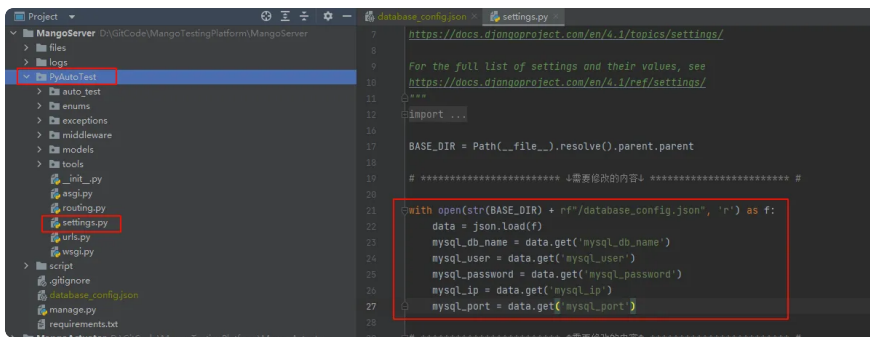 Project
MangoServer D:\GitCode\MangoTestingPlatform\MangoServer
files
logs
PyAutoTest
auto_test
enums
exceptions
middleware
models
tools
__init__.py
asgi.py
routing.py
settings.py
urls.py
wsgi.py
script
.gitignore
database_config.json
manage.py
requirements.txt
database_config.json
settings.py
7 https://docs.djangoproject.com/en/4.1/topics/settings/
8
9 For the full list of settings and their values, see
10 https://docs.djangoproject.com/en/4.1/ref/settings/
11 """
12 import ...
16
17 BASE_DIR = Path(__file__).resolve().parent.parent
18
19 # ************************ ↓需要修改的内容↓ ************************ #
20
21 with open(str(BASE_DIR) + rf"/database_config.json", 'r') as f:
22 data = json.load(f)
23 mysql_db_name = data.get('mysql_db_name')
24 mysql_user = data.get('mysql_user')
25 mysql_password = data.get('mysql_password')
26 mysql_ip = data.get('mysql_ip')
27 mysql_port = data.get('mysql_port')
28